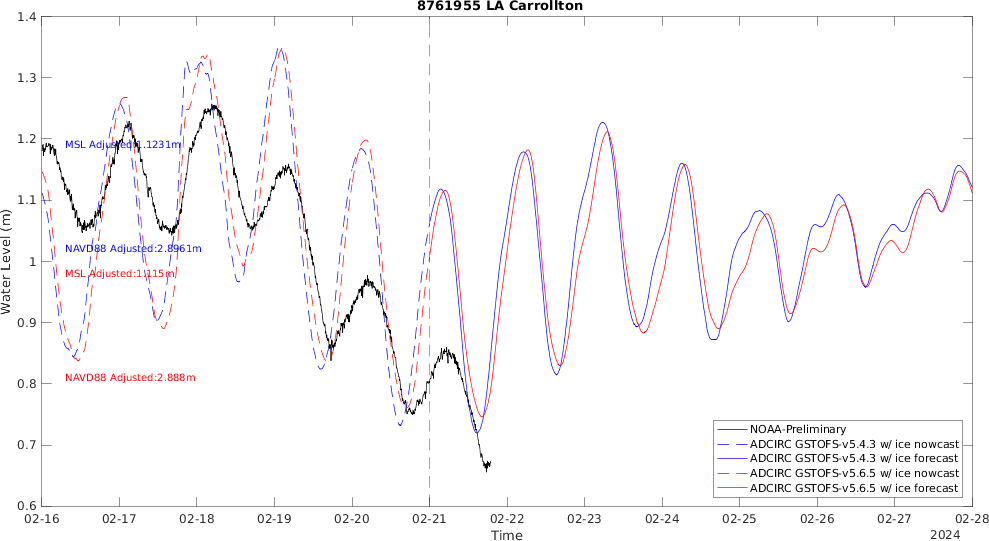 8761955 LA Carrollton
1.4
1.3
1.2
1.1
1
0.9
0.8
0.7
0.6
Water Level (m)
MSL Adjusted:1.1231m
NAVD88 Adjusted:2.8961m
MSL Adjusted:1.115m
NAVD88 Adjusted:2.888m
NOAA-Preliminary
ADCIRC GSTOFS-v5.4.3 w/ ice nowcast
ADCIRC GSTOFS-v5.4.3 w/ ice forecast
ADCIRC GSTOFS-v5.6.5 w/ ice nowcast
ADCIRC GSTOFS-v5.6.5 w/ ice forecast
02-16 02-17 02-18 02-19 02-20 02-21 02-22 02-23 02-24 02-25 02-26 02-27 02-28
Time
2024